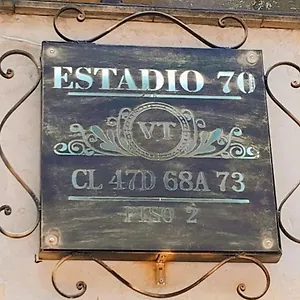 ESTADIO 70
VT
CL 47D 68A 73
PISO 2